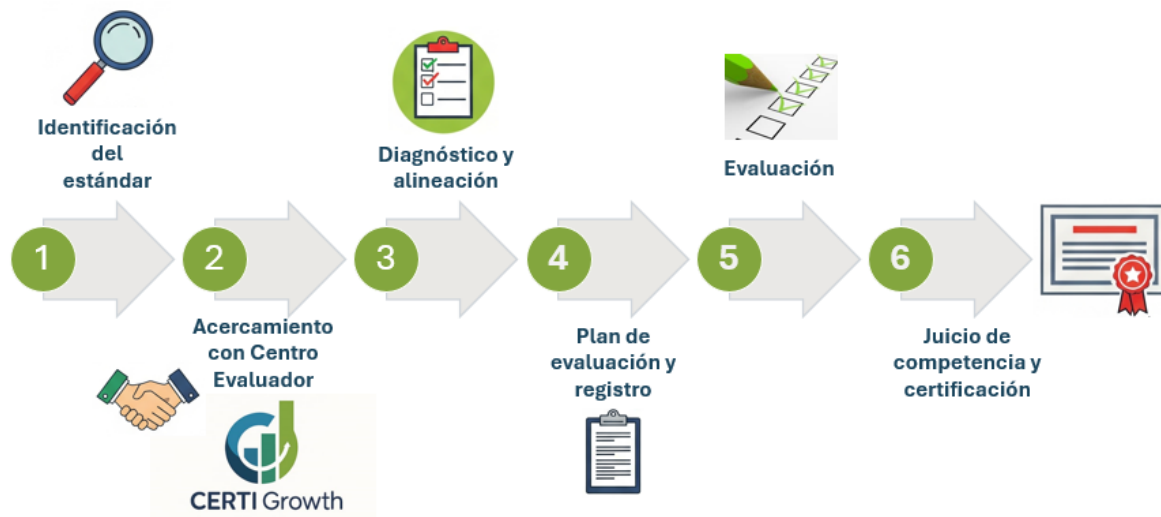 Identificación
del
estándar
Diagnóstico y
alineación
Evaluación
1
2
3
4
5
6
Acercamiento
con Centro
Evaluador
Plan de
evaluación y
registro
Juicio de
competencia y
certificación
CERTI Growth